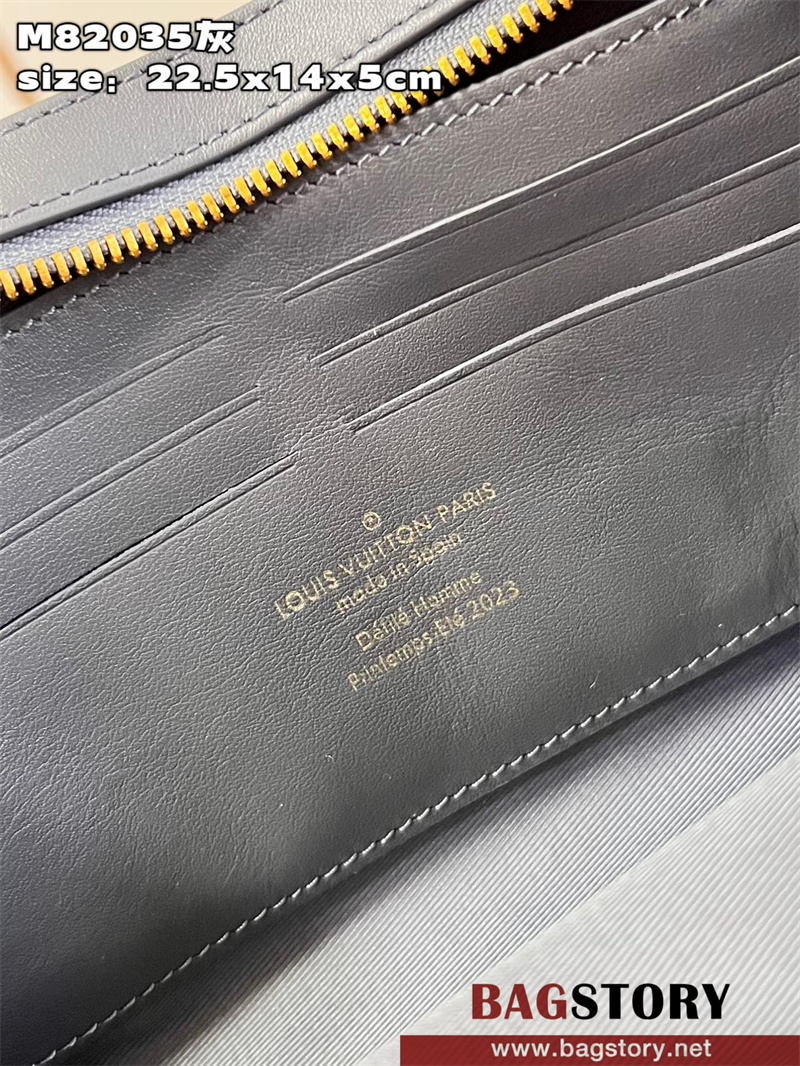 M82035灰
size：22.5x14x5cm
LOUIS VUITTON PARIS
made in Spain
Défilé Homme
Printemps-Été 2023
BAGSTORY
www.bagstory.net